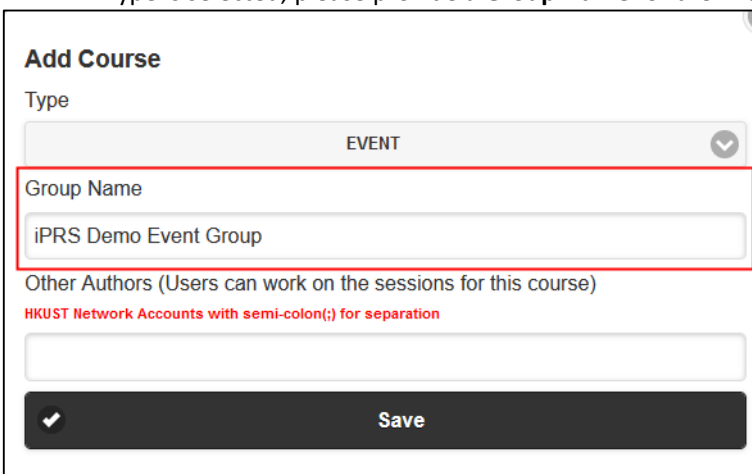 Add Course
Type
EVENT
Group Name
iPRS Demo Event Group
Other Authors (Users can work on the sessions for this course)
HKUST Network Accounts with semi-colon(;) for separation
Save